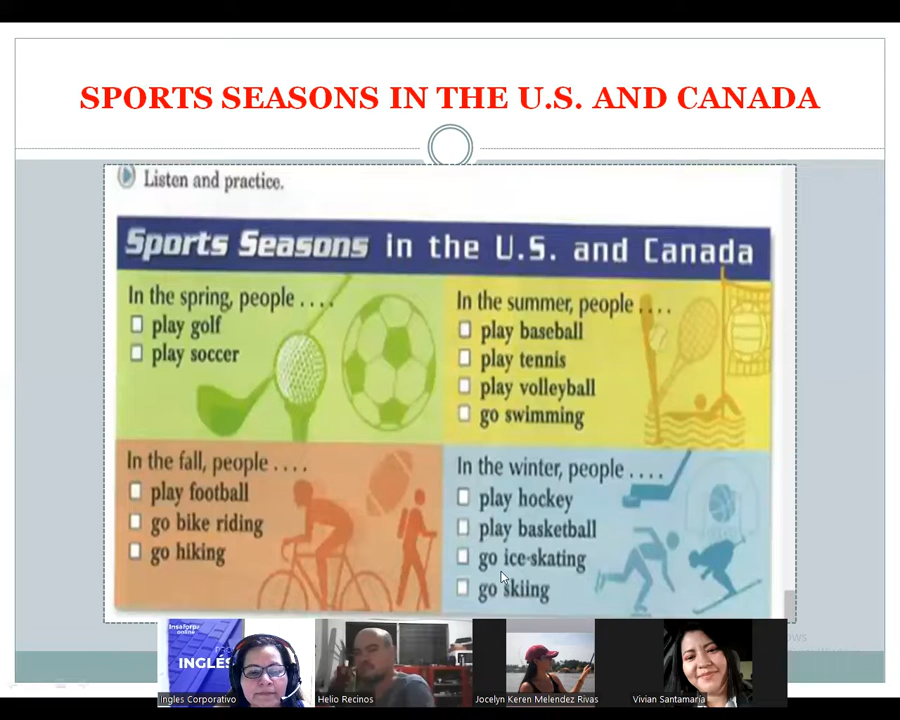 SPORTS SEASONS IN THE U.S. AND CANADA
Listen and practice.
Sports Seasons in the U.S. and Canada
In the spring, people . . . .
play golf
play soccer
In the summer, people . . . .
play baseball
play tennis
play volleyball
go swimming
In the fall, people . . . .
play football
go bike riding
go hiking
In the winter, people . . . .
play hockey
play basketball
go ice-skating
go skiing
Insaforp
online
INGLÉS
Ingles Corporativo
Helio Recinos
Jocelyn Keren Melendez Rivas
Vivian Santamaria